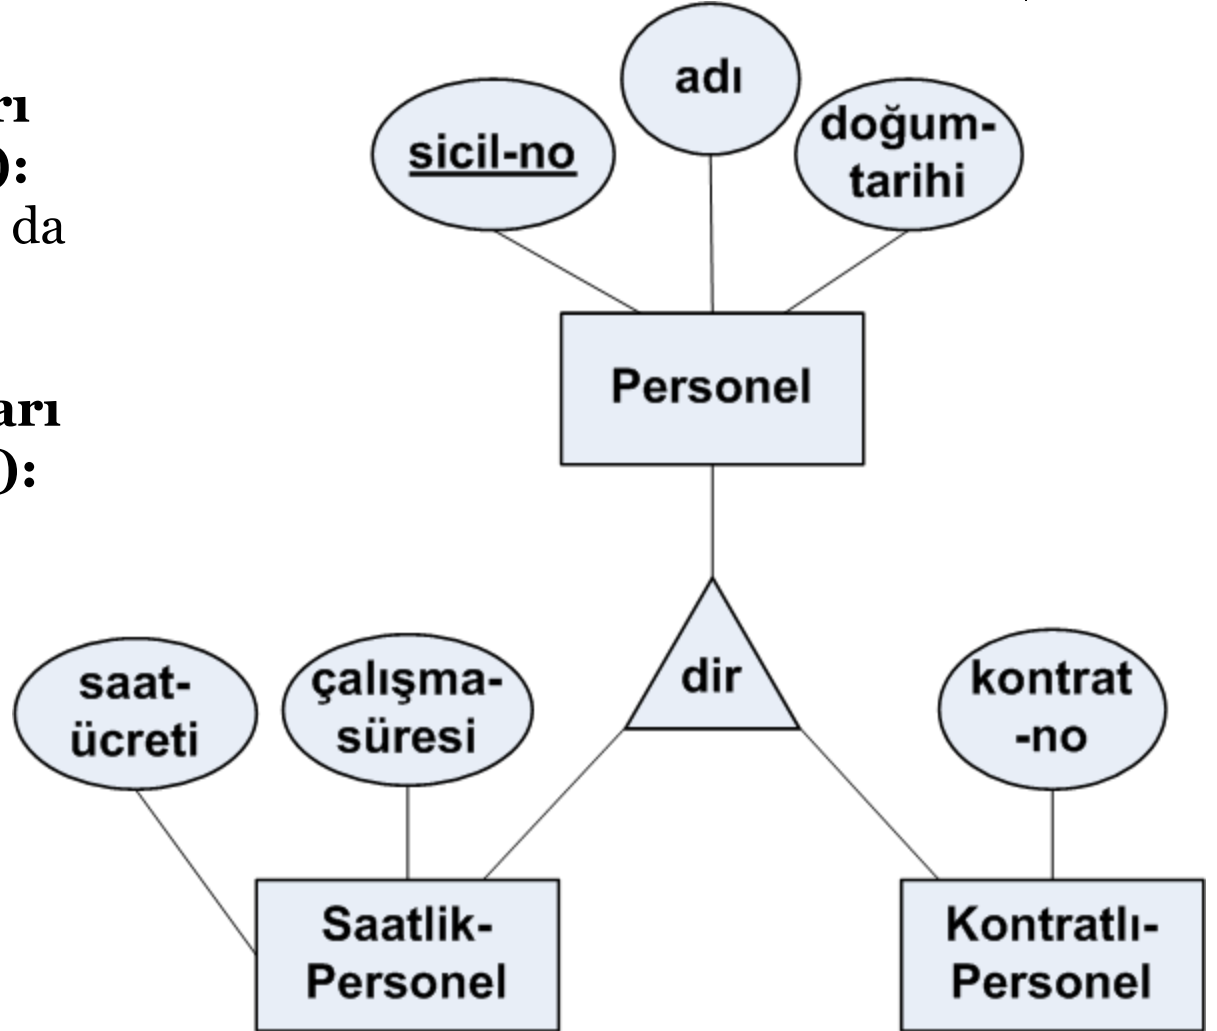 adı
sicil-no
doğum-
tarihi
):
da
Personel
arı
):
dir
saat-
ücreti
çalışma-
süresi
kontrat
-no
Saatlik-
Personel
Kontratlı-
Personel